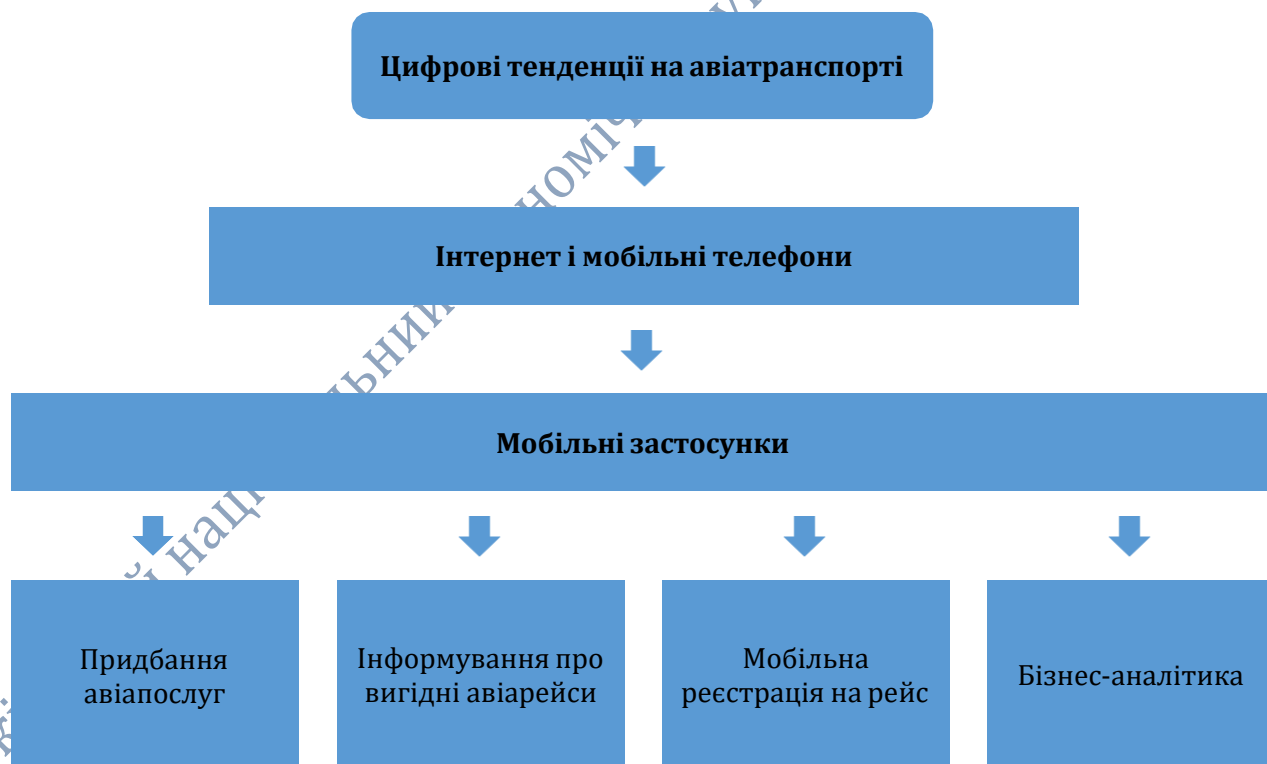 Цифрові тенденції на авіатранспорті
Інтернет і мобільні телефони
Мобільні застосунки
Придбання
авіапослуг
Інформування про
вигідні авіарейси
Мобільна
реєстрація на рейс
Бізнес-аналітика